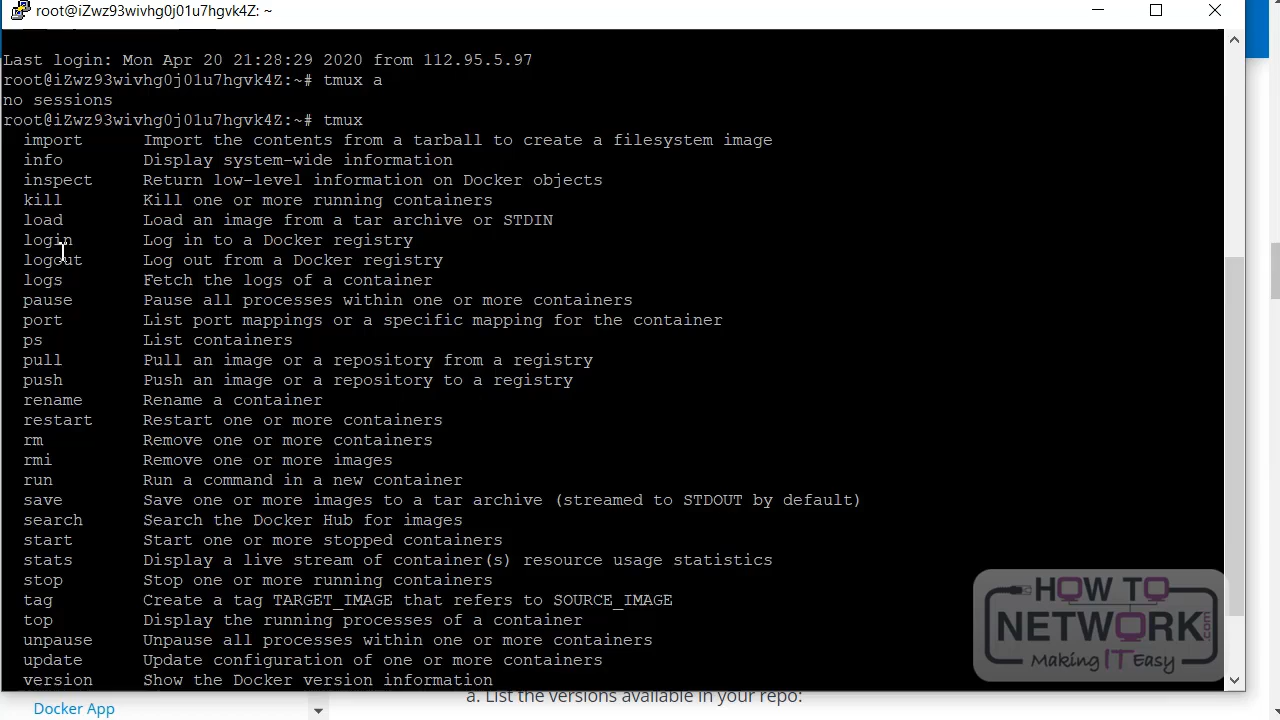 root@iZwz93wivhg0j01u7hgvk4Z: ~
Last login: Mon Apr 20 21:28:29 2020 from 112.95.5.97
root@iZwz93wivhg0j01u7hgvk4Z:~# tmux a
no sessions
root@iZwz93wivhg0j01u7hgvk4Z:~# tmux
import Import the contents from a tarball to create a filesystem image
info Display system-wide information
inspect Return low-level information on Docker objects
kill Kill one or more running containers
load Load an image from a tar archive or STDIN
login Log in to a Docker registry
logout Log out from a Docker registry
logs Fetch the logs of a container
pause Pause all processes within one or more containers
port List port mappings or a specific mapping for the container
ps List containers
pull Pull an image or a repository from a registry
push Push an image or a repository to a registry
rename Rename a container
restart Restart one or more containers
rm Remove one or more containers
rmi Remove one or more images
run Run a command in a new container
save Save one or more images to a tar archive (streamed to STDOUT by default)
search Search the Docker Hub for images
start Start one or more stopped containers
stats Display a live stream of container(s) resource usage statistics
stop Stop one or more running containers
tag Create a tag TARGET_IMAGE that refers to SOURCE_IMAGE
top Display the running processes of a container
unpause Unpause all processes within one or more containers
update Update configuration of one or more containers
version Show the Docker version information
HOW TO
NETWORK.com
Making IT Easy
a. List the versions available in your repo:
Docker App